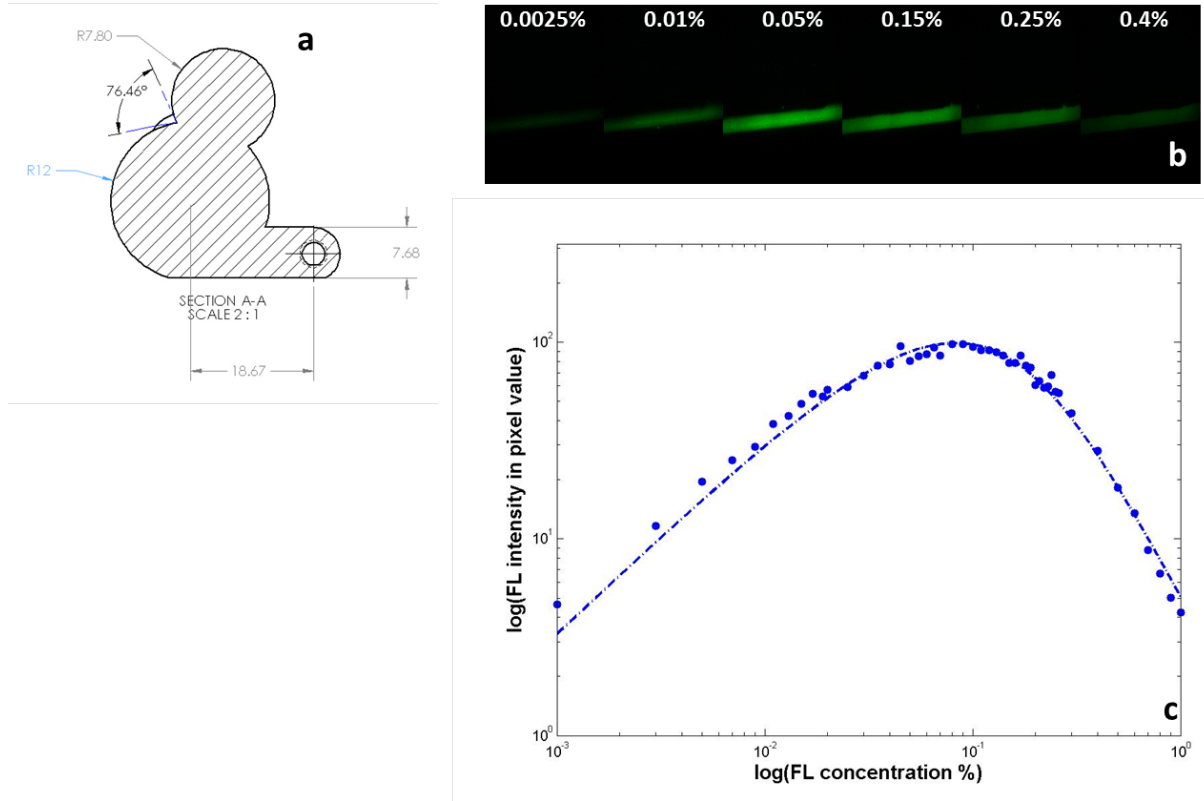 a
R7.80
76.46°
R12
7.68
SECTION A-A
SCALE 2 : 1
18.67
0.0025% 0.01% 0.05% 0.15% 0.25% 0.4%
b
log(FL intensity in pixel value)
10²
10¹
10⁰
c
10⁻³ 10⁻² 10⁻¹ 10⁰
log(FL concentration %)